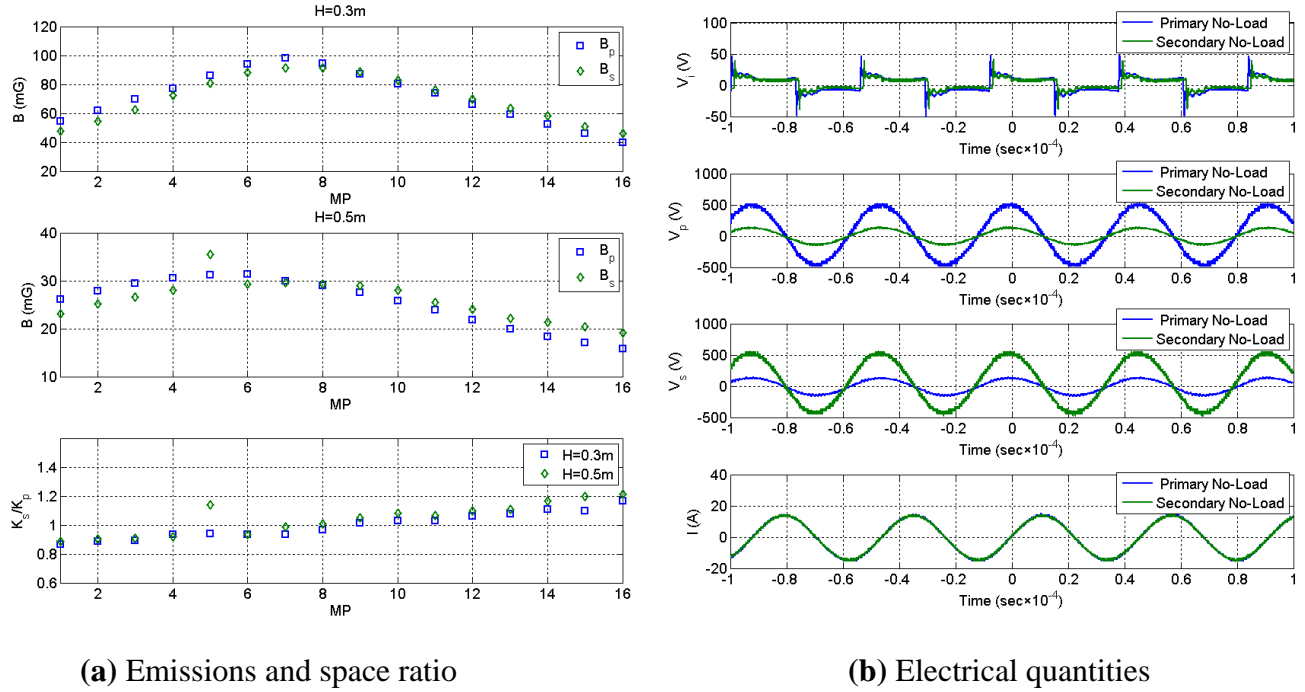 H=0.3m
120
100
80
60
40
20
B (mG)
2 4 6 8 10 12 14 16
MP
B_p
B_s
H=0.5m
40
30
20
10
B (mG)
2 4 6 8 10 12 14 16
MP
B_p
B_s
1.4
1.2
1
0.8
0.6
K_s/K_p
2 4 6 8 10 12 14 16
MP
H=0.3m
H=0.5m
(a) Emissions and space ratio
100
50
0
-50
V_i (V)
-1 -0.8 -0.6 -0.4 -0.2 0 0.2 0.4 0.6 0.8 1
Time (sec×10^-4)
Primary No-Load
Secondary No-Load
1000
500
0
-500
V_p (V)
-1 -0.8 -0.6 -0.4 -0.2 0 0.2 0.4 0.6 0.8 1
Time (sec×10^-4)
Primary No-Load
Secondary No-Load
1000
500
0
-500
V_s (V)
-1 -0.8 -0.6 -0.4 -0.2 0 0.2 0.4 0.6 0.8 1
Time (sec×10^-4)
Primary No-Load
Secondary No-Load
40
20
0
-20
I (A)
-1 -0.8 -0.6 -0.4 -0.2 0 0.2 0.4 0.6 0.8 1
Time (sec×10^-4)
Primary No-Load
Secondary No-Load
(b) Electrical quantities